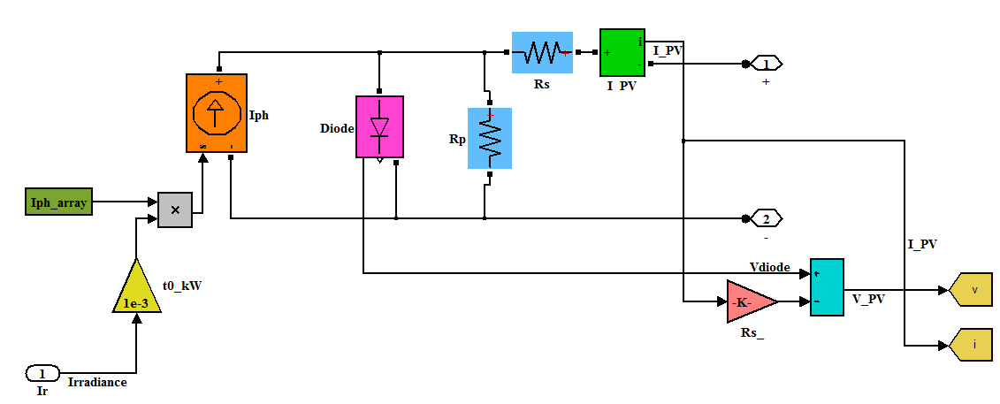 i
I_PV
+
-
1
+
Rs
I_PV
+
Iph
s
-
Diode
+
Rp
Iph_array
×
2
-
I_PV
t0_kW
1e-3
Vdiode
+
-
V_PV
v
-K-
Rs_
i
1
Irradiance
Ir